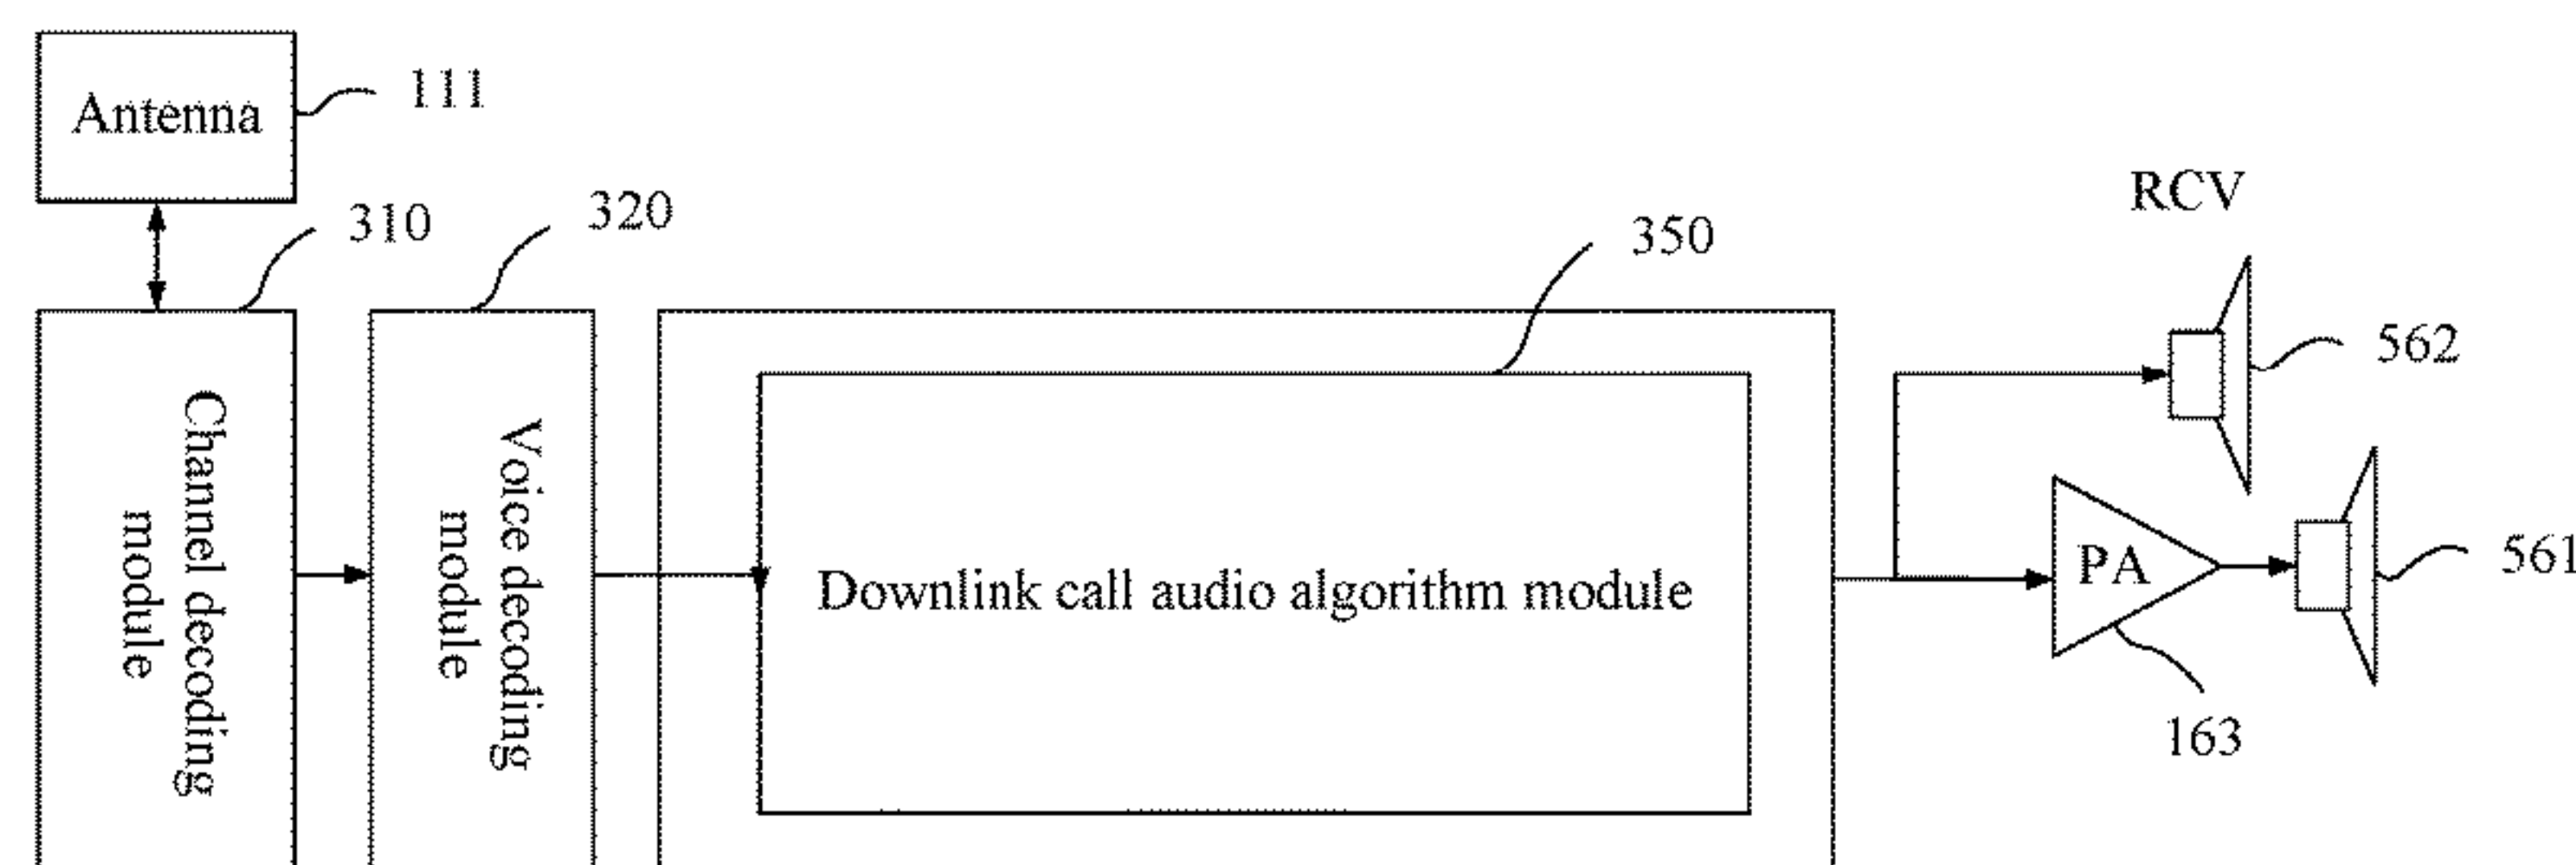 Antenna
111
310
320
350
RCV
562
Channel decoding
module
Voice decoding
module
Downlink call audio algorithm module
PA
561
163